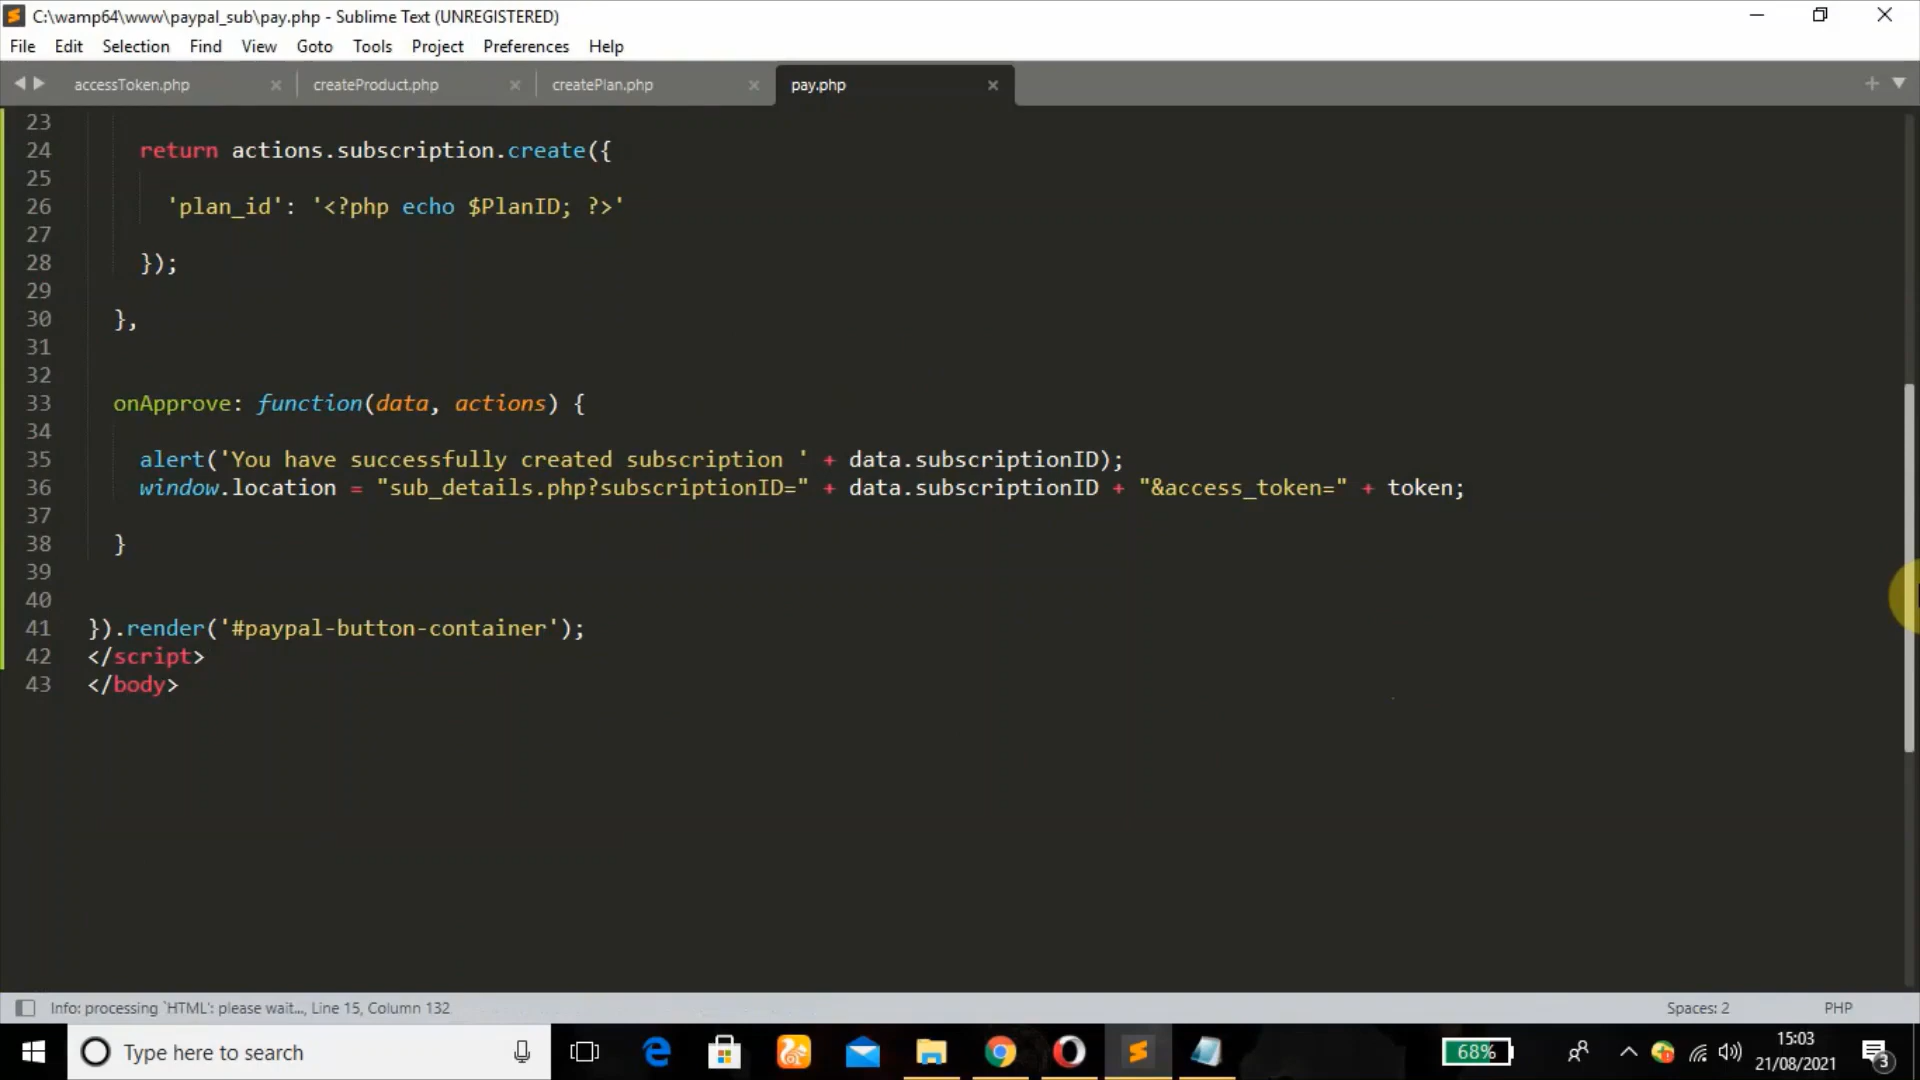 C:\wamp64\www\paypal_sub\pay.php - Sublime Text (UNREGISTERED)
File Edit Selection Find View Goto Tools Project Preferences Help
accessToken.php createProduct.php createPlan.php pay.php
23
24 return actions.subscription.create({
25
26 'plan_id': '<?php echo $PlanID; ?>'
27
28 });
29
30 },
31
32
33 onApprove: function(data, actions) {
34
35 alert('You have successfully created subscription ' + data.subscriptionID);
36 window.location = "sub_details.php?subscriptionID=" + data.subscriptionID + "&access_token=" + token;
37
38 }
39
40
41 }).render('#paypal-button-container');
42 </script>
43 </body>
Info: processing `HTML': please wait..., Line 15, Column 132 Spaces: 2 PHP
Type here to search 68% 15:03
21/08/2021 3